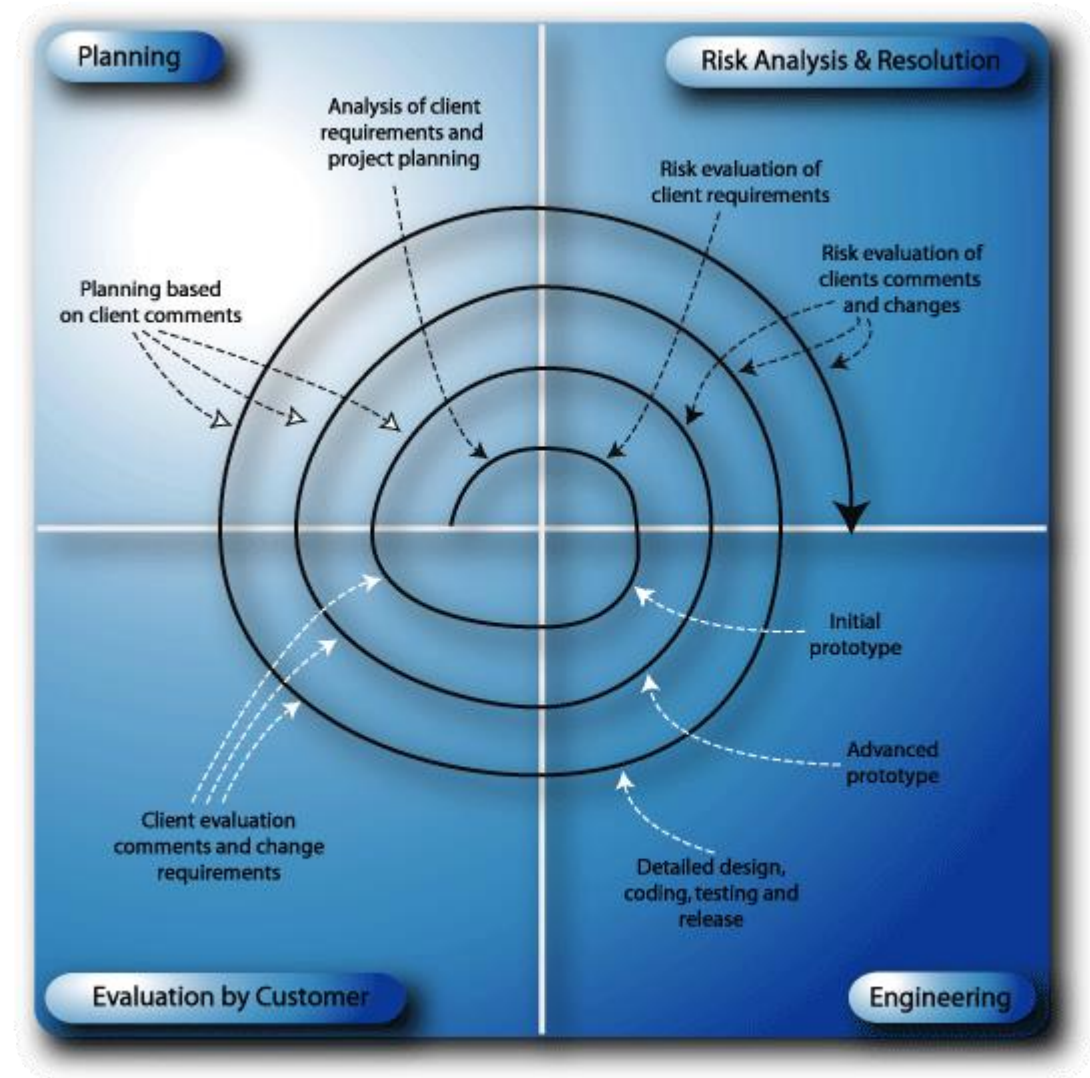 Planning
Risk Analysis & Resolution
Analysis of client
requirements and
project planning
Risk evaluation of
client requirements
Risk evaluation of
clients comments
and changes
Planning based
on client comments
Initial
prototype
Advanced
prototype
Client evaluation
comments and change
requirements
Detailed design,
coding, testing and
release
Evaluation by Customer
Engineering